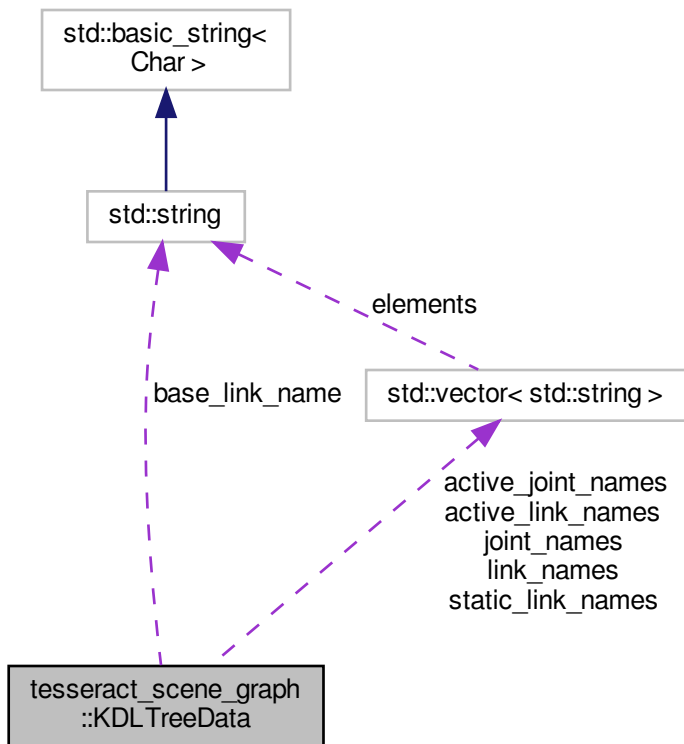 std::basic_string<
Char >
std::string
elements
base_link_name
std::vector< std::string >
active_joint_names
active_link_names
joint_names
link_names
static_link_names
tesseract_scene_graph
::KDLTreeData